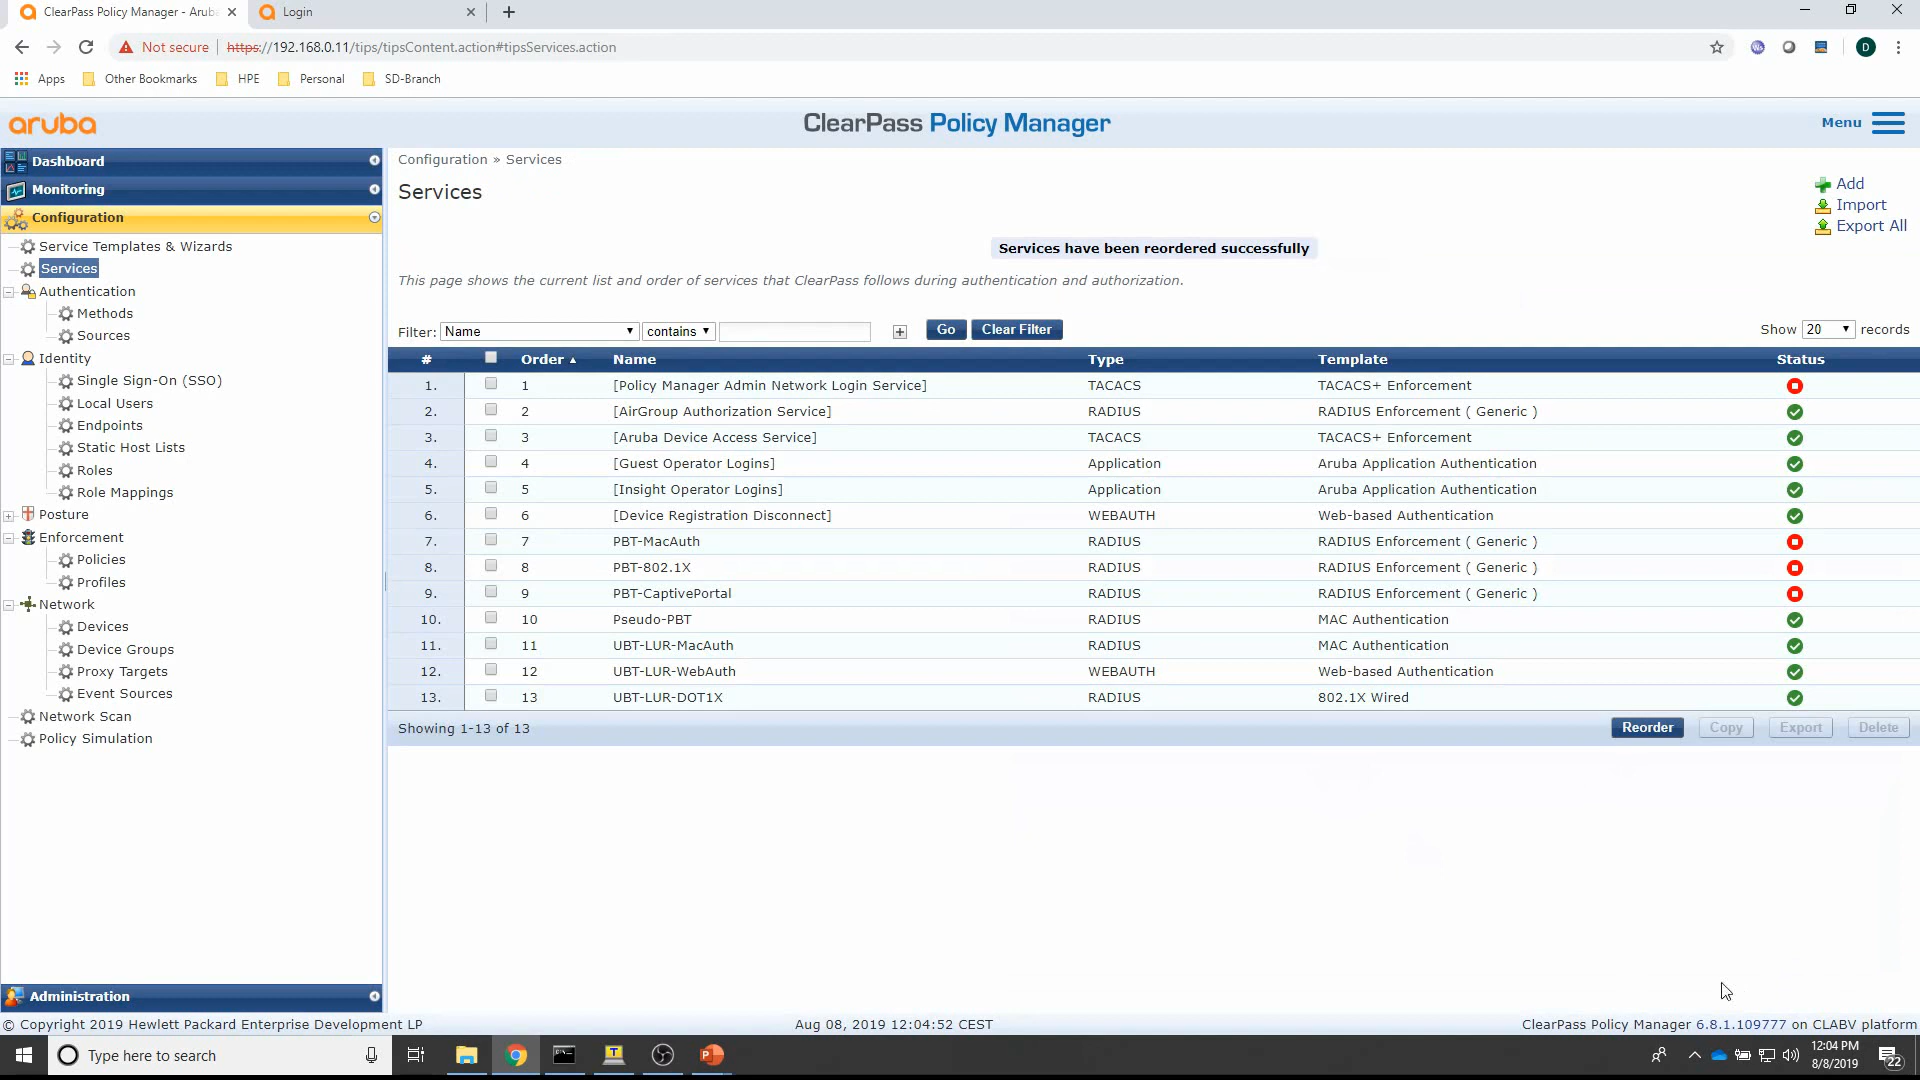 ClearPass Policy Manager - Aruba
Login
Not secure
https://192.168.0.11/tips/tipsContent.action#tipsServices.action
D
Apps
Other Bookmarks
HPE
Personal
SD-Branch
aruba
ClearPass Policy Manager
Menu
Dashboard
Monitoring
Configuration
Service Templates & Wizards
Services
Authentication
Methods
Sources
Identity
Single Sign-On (SSO)
Local Users
Endpoints
Static Host Lists
Roles
Role Mappings
Posture
Enforcement
Policies
Profiles
Network
Devices
Device Groups
Proxy Targets
Event Sources
Network Scan
Policy Simulation
Administration
Configuration » Services
Services
Add
Import
Export All
Services have been reordered successfully
This page shows the current list and order of services that ClearPass follows during authentication and authorization.
Filter: Name contains Go Clear Filter Show 20 records
# Order Name Type Template Status
1. 1 [Policy Manager Admin Network Login Service] TACACS TACACS+ Enforcement
2. 2 [AirGroup Authorization Service] RADIUS RADIUS Enforcement ( Generic )
3. 3 [Aruba Device Access Service] TACACS TACACS+ Enforcement
4. 4 [Guest Operator Logins] Application Aruba Application Authentication
5. 5 [Insight Operator Logins] Application Aruba Application Authentication
6. 6 [Device Registration Disconnect] WEBAUTH Web-based Authentication
7. 7 PBT-MacAuth RADIUS RADIUS Enforcement ( Generic )
8. 8 PBT-802.1X RADIUS RADIUS Enforcement ( Generic )
9. 9 PBT-CaptivePortal RADIUS RADIUS Enforcement ( Generic )
10. 10 Pseudo-PBT RADIUS MAC Authentication
11. 11 UBT-LUR-MacAuth RADIUS MAC Authentication
12. 12 UBT-LUR-WebAuth WEBAUTH Web-based Authentication
13. 13 UBT-LUR-DOT1X RADIUS 802.1X Wired
Showing 1-13 of 13
Reorder Copy Export Delete
© Copyright 2019 Hewlett Packard Enterprise Development LP
Aug 08, 2019 12:04:52 CEST
ClearPass Policy Manager 6.8.1.109777 on CLABV platform
Type here to search
12:04 PM
8/8/2019
22